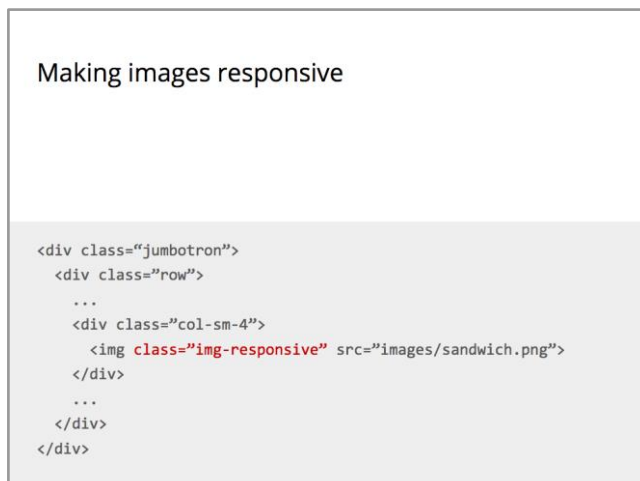 Making images responsive
<div class=“jumbotron”>
<div class=”row”>
...
<div class=”col-sm-4”>
<img class=”img-responsive” src=”images/sandwich.png”>
</div>
...
</div>
</div>